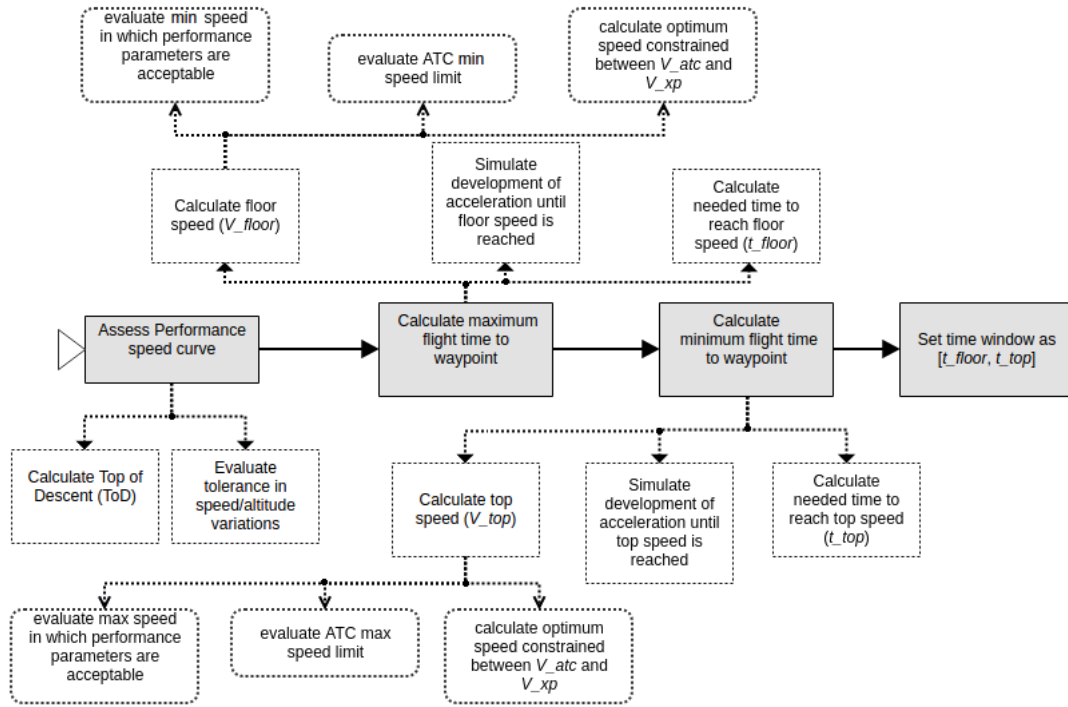 evaluate min speed
in which performance
parameters are
acceptable
evaluate ATC min
speed limit
calculate optimum
speed constrained
between V_atc and
V_xp
Calculate floor
speed (V_floor)
Simulate
development of
acceleration until
floor speed is
reached
Calculate
needed time to
reach floor
speed (t_floor)
Assess Performance
speed curve
Calculate maximum
flight time to
waypoint
Calculate
minimum flight time
to waypoint
Set time window as
[t_floor, t_top]
Calculate Top of
Descent (ToD)
Evaluate
tolerance in
speed/altitude
variations
Calculate top
speed (V_top)
Simulate
development of
acceleration until
top speed is
reached
Calculate
needed time to
reach top speed
(t_top)
evaluate max speed
in which performance
parameters are
acceptable
evaluate ATC max
speed limit
calculate optimum
speed constrained
between V_atc and
V_xp